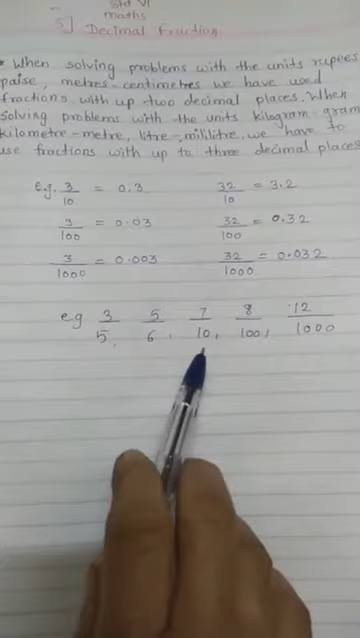 Std VI
maths
5] Decimal fraction
* When solving problems with the units rupees
paise, metres-centimetres we have used
fractions with up two decimal places. When
solving problems with the units kilogram-gram
kilometre-metre, litre-mililitre, we have to
use fractions with up to three decimal places
e.g. 3/10 = 0.3 32/10 = 3.2
3/100 = 0.03 32/100 = 0.32
3/1000 = 0.003 32/1000 = 0.032
eg 3/5, 5/6, 7/10, 8/100, 12/1000